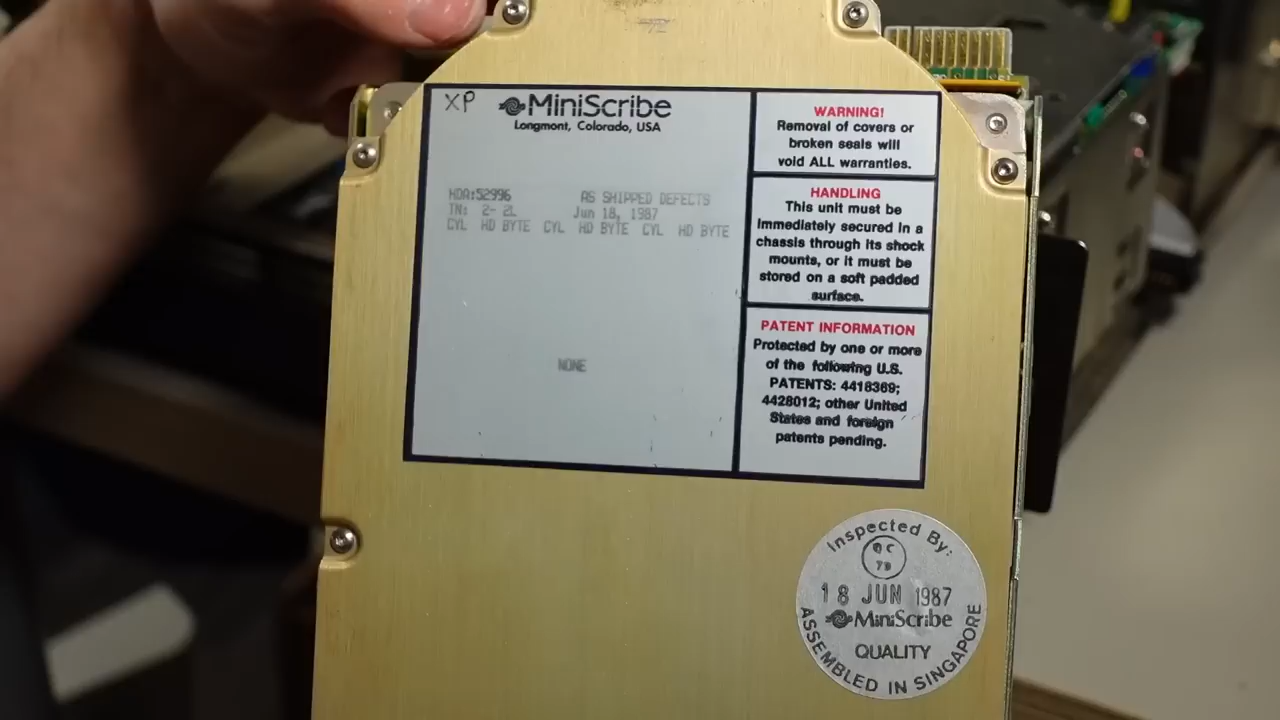 XP
MiniScribe
Longmont, Colorado, USA
HDA:52996 AS SHIPPED DEFECTS
TN: 2- 2L Jun 18, 1987
CYL HD BYTE CYL HD BYTE CYL HD BYTE
NONE
WARNING!
Removal of covers or
broken seals will
void ALL warranties.
HANDLING
This unit must be
immediately secured in a
chassis through its shock
mounts, or it must be
stored on a soft padded
surface.
PATENT INFORMATION
Protected by one or more
of the following U.S.
PATENTS: 4418369;
4428012; other United
States and foreign
patents pending.
Inspected By:
QC
79
18 JUN 1987
MiniScribe
QUALITY
ASSEMBLED IN SINGAPORE